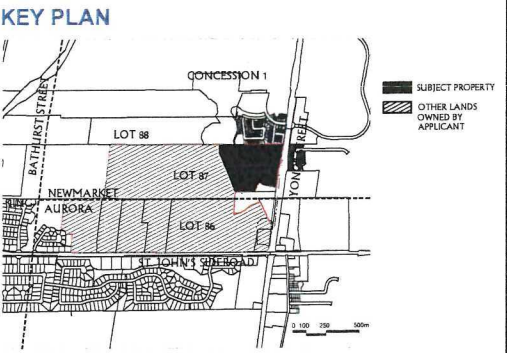 KEY PLAN
CONCESSION 1
BATHURST STREET
SUBJECT PROPERTY
OTHER LANDS
OWNED BY
APPLICANT
LOT 88
YONGE STREET
LOT 87
NEWMARKET
AURORA
LOT 86
ST. JOHN'S SIDEROAD
0 100 250 500m